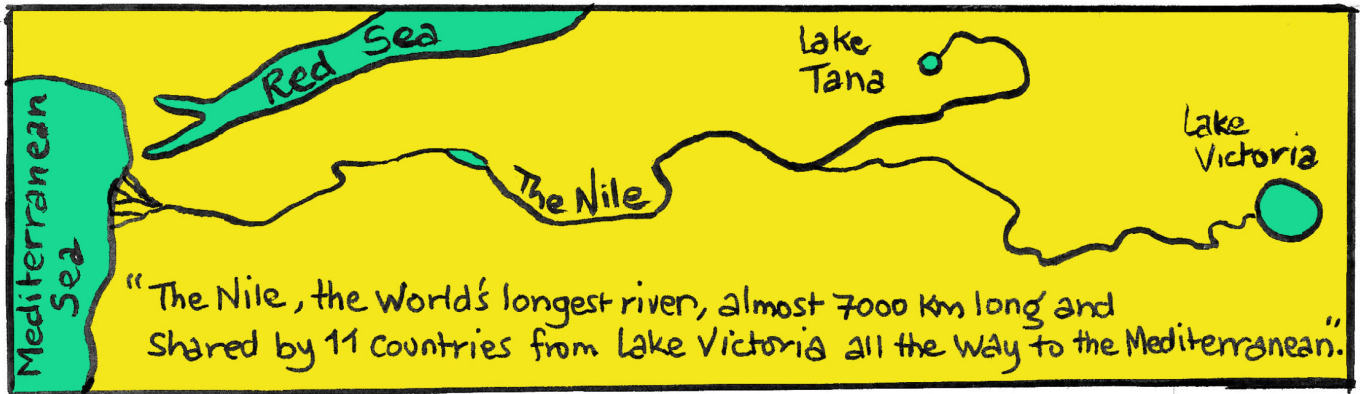 Red Sea
Lake
Tana
Lake
Victoria
Mediterranean
Sea
The Nile
“The Nile, the World's longest river, almost 7000 Km long and
Shared by 11 Countries from Lake Victoria all the Way to the Mediterranean.”